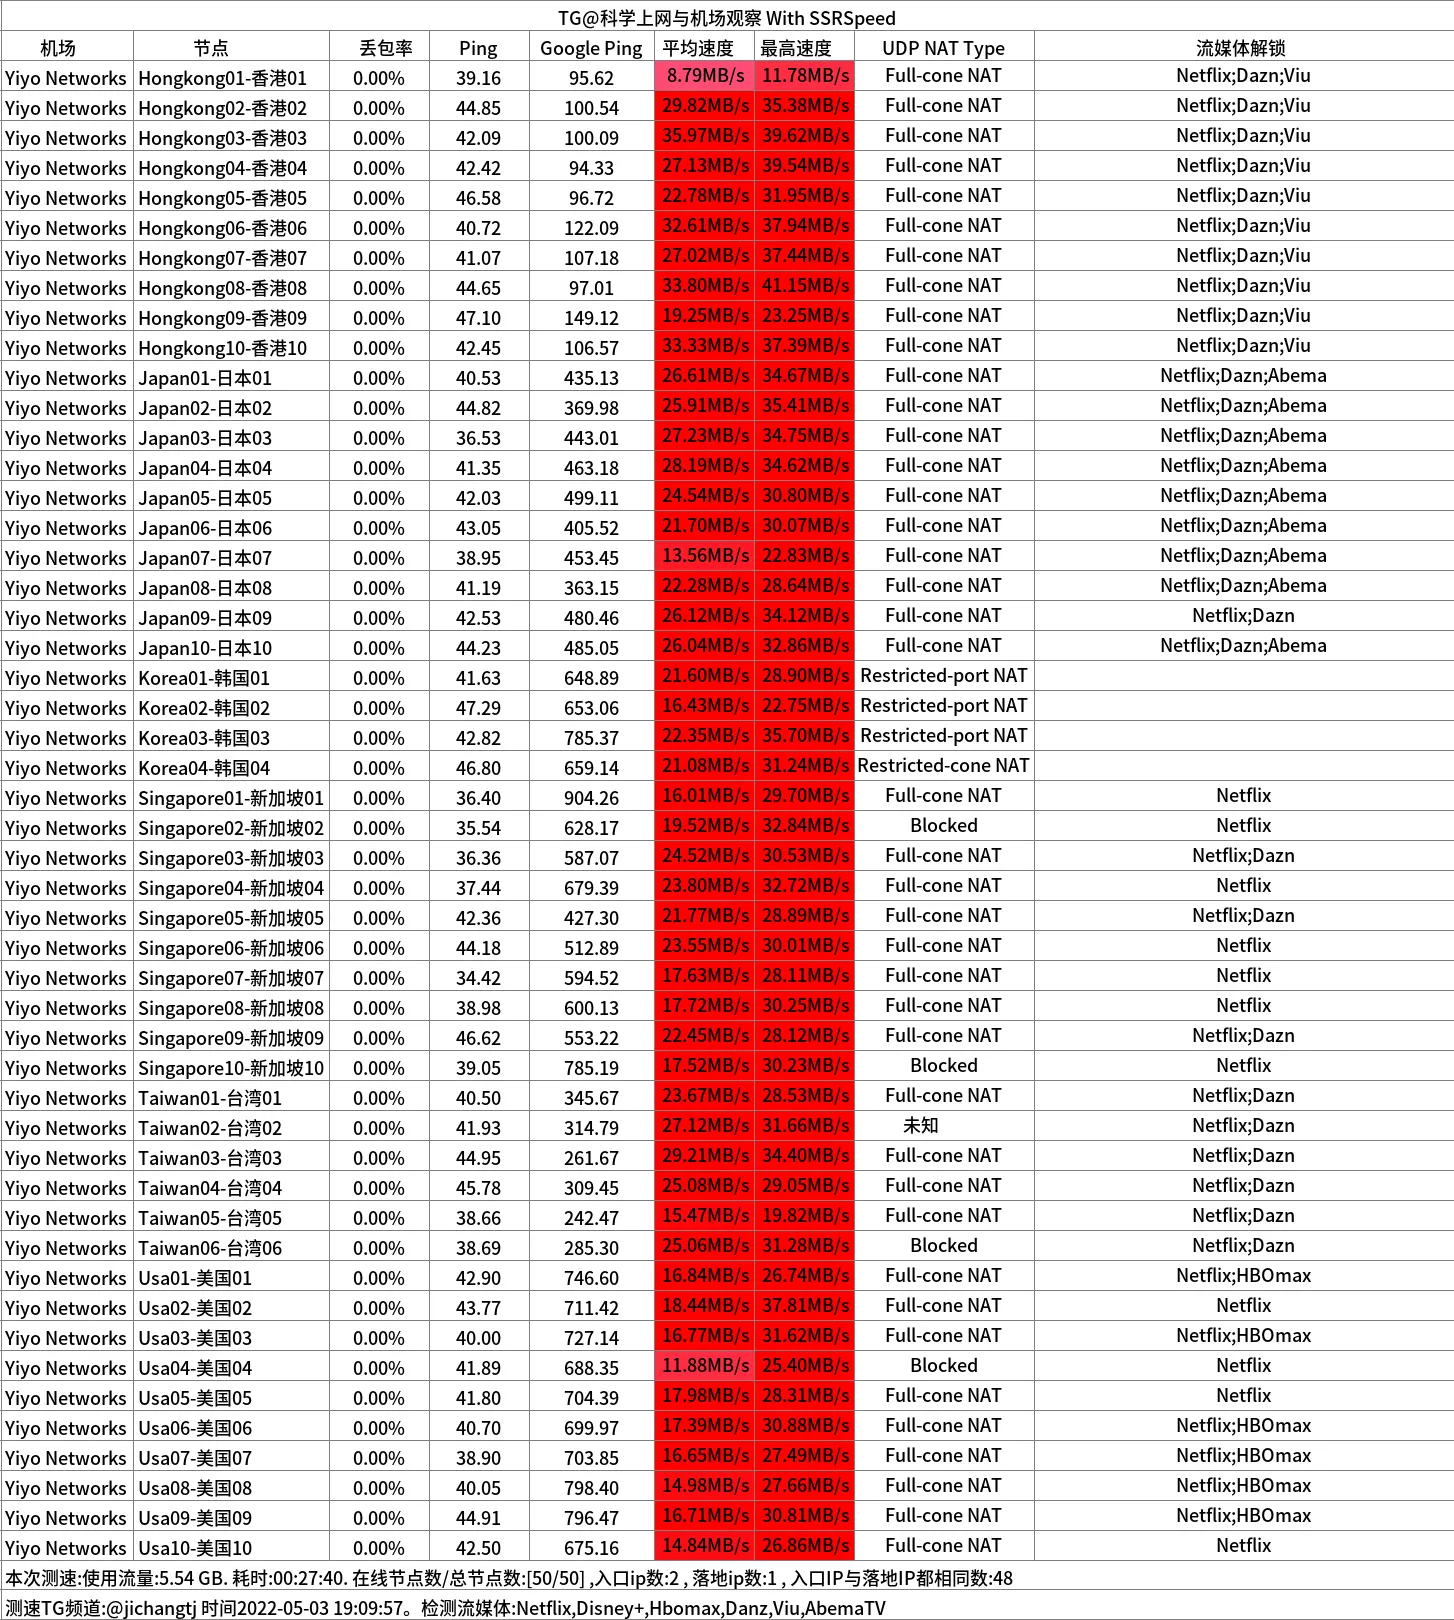 TG@科学上网与机场观察 With SSRSpeed
机场 节点 丢包率 Ping Google Ping 平均速度 最高速度 UDP NAT Type 流媒体解锁
Yiyo Networks Hongkong01-香港01 0.00% 39.16 95.62 8.79MB/s 11.78MB/s Full-cone NAT Netflix;Dazn;Viu
Yiyo Networks Hongkong02-香港02 0.00% 44.85 100.54 29.82MB/s 35.38MB/s Full-cone NAT Netflix;Dazn;Viu
Yiyo Networks Hongkong03-香港03 0.00% 42.09 100.09 35.97MB/s 39.62MB/s Full-cone NAT Netflix;Dazn;Viu
Yiyo Networks Hongkong04-香港04 0.00% 42.42 94.33 27.13MB/s 39.54MB/s Full-cone NAT Netflix;Dazn;Viu
Yiyo Networks Hongkong05-香港05 0.00% 46.58 96.72 22.78MB/s 31.95MB/s Full-cone NAT Netflix;Dazn;Viu
Yiyo Networks Hongkong06-香港06 0.00% 40.72 122.09 32.61MB/s 37.94MB/s Full-cone NAT Netflix;Dazn;Viu
Yiyo Networks Hongkong07-香港07 0.00% 41.07 107.18 27.02MB/s 37.44MB/s Full-cone NAT Netflix;Dazn;Viu
Yiyo Networks Hongkong08-香港08 0.00% 44.65 97.01 33.80MB/s 41.15MB/s Full-cone NAT Netflix;Dazn;Viu
Yiyo Networks Hongkong09-香港09 0.00% 47.10 149.12 19.25MB/s 23.25MB/s Full-cone NAT Netflix;Dazn;Viu
Yiyo Networks Hongkong10-香港10 0.00% 42.45 106.57 33.33MB/s 37.39MB/s Full-cone NAT Netflix;Dazn;Viu
Yiyo Networks Japan01-日本01 0.00% 40.53 435.13 26.61MB/s 34.67MB/s Full-cone NAT Netflix;Dazn;Abema
Yiyo Networks Japan02-日本02 0.00% 44.82 369.98 25.91MB/s 35.41MB/s Full-cone NAT Netflix;Dazn;Abema
Yiyo Networks Japan03-日本03 0.00% 36.53 443.01 27.23MB/s 34.75MB/s Full-cone NAT Netflix;Dazn;Abema
Yiyo Networks Japan04-日本04 0.00% 41.35 463.18 28.19MB/s 34.62MB/s Full-cone NAT Netflix;Dazn;Abema
Yiyo Networks Japan05-日本05 0.00% 42.03 499.11 24.54MB/s 30.80MB/s Full-cone NAT Netflix;Dazn;Abema
Yiyo Networks Japan06-日本06 0.00% 43.05 405.52 21.70MB/s 30.07MB/s Full-cone NAT Netflix;Dazn;Abema
Yiyo Networks Japan07-日本07 0.00% 38.95 453.45 13.56MB/s 22.83MB/s Full-cone NAT Netflix;Dazn;Abema
Yiyo Networks Japan08-日本08 0.00% 41.19 363.15 22.28MB/s 28.64MB/s Full-cone NAT Netflix;Dazn;Abema
Yiyo Networks Japan09-日本09 0.00% 42.53 480.46 26.12MB/s 34.12MB/s Full-cone NAT Netflix;Dazn
Yiyo Networks Japan10-日本10 0.00% 44.23 485.05 26.04MB/s 32.86MB/s Full-cone NAT Netflix;Dazn;Abema
Yiyo Networks Korea01-韩国01 0.00% 41.63 648.89 21.60MB/s 28.90MB/s Restricted-port NAT
Yiyo Networks Korea02-韩国02 0.00% 47.29 653.06 16.43MB/s 22.75MB/s Restricted-port NAT
Yiyo Networks Korea03-韩国03 0.00% 42.82 785.37 22.35MB/s 35.70MB/s Restricted-port NAT
Yiyo Networks Korea04-韩国04 0.00% 46.80 659.14 21.08MB/s 31.24MB/s Restricted-cone NAT
Yiyo Networks Singapore01-新加坡01 0.00% 36.40 904.26 16.01MB/s 29.70MB/s Full-cone NAT Netflix
Yiyo Networks Singapore02-新加坡02 0.00% 35.54 628.17 19.52MB/s 32.84MB/s Blocked Netflix
Yiyo Networks Singapore03-新加坡03 0.00% 36.36 587.07 24.52MB/s 30.53MB/s Full-cone NAT Netflix;Dazn
Yiyo Networks Singapore04-新加坡04 0.00% 37.44 679.39 23.80MB/s 32.72MB/s Full-cone NAT Netflix
Yiyo Networks Singapore05-新加坡05 0.00% 42.36 427.30 21.77MB/s 28.89MB/s Full-cone NAT Netflix;Dazn
Yiyo Networks Singapore06-新加坡06 0.00% 44.18 512.89 23.55MB/s 30.01MB/s Full-cone NAT Netflix
Yiyo Networks Singapore07-新加坡07 0.00% 34.42 594.52 17.63MB/s 28.11MB/s Full-cone NAT Netflix
Yiyo Networks Singapore08-新加坡08 0.00% 38.98 600.13 17.72MB/s 30.25MB/s Full-cone NAT Netflix
Yiyo Networks Singapore09-新加坡09 0.00% 46.62 553.22 22.45MB/s 28.12MB/s Full-cone NAT Netflix;Dazn
Yiyo Networks Singapore10-新加坡10 0.00% 39.05 785.19 17.52MB/s 30.23MB/s Blocked Netflix
Yiyo Networks Taiwan01-台湾01 0.00% 40.50 345.67 23.67MB/s 28.53MB/s Full-cone NAT Netflix;Dazn
Yiyo Networks Taiwan02-台湾02 0.00% 41.93 314.79 27.12MB/s 31.66MB/s 未知 Netflix;Dazn
Yiyo Networks Taiwan03-台湾03 0.00% 44.95 261.67 29.21MB/s 34.40MB/s Full-cone NAT Netflix;Dazn
Yiyo Networks Taiwan04-台湾04 0.00% 45.78 309.45 25.08MB/s 29.05MB/s Full-cone NAT Netflix;Dazn
Yiyo Networks Taiwan05-台湾05 0.00% 38.66 242.47 15.47MB/s 19.82MB/s Full-cone NAT Netflix;Dazn
Yiyo Networks Taiwan06-台湾06 0.00% 38.69 285.30 25.06MB/s 31.28MB/s Blocked Netflix;Dazn
Yiyo Networks Usa01-美国01 0.00% 42.90 746.60 16.84MB/s 26.74MB/s Full-cone NAT Netflix;HBOmax
Yiyo Networks Usa02-美国02 0.00% 43.77 711.42 18.44MB/s 37.81MB/s Full-cone NAT Netflix
Yiyo Networks Usa03-美国03 0.00% 40.00 727.14 16.77MB/s 31.62MB/s Full-cone NAT Netflix;HBOmax
Yiyo Networks Usa04-美国04 0.00% 41.89 688.35 11.88MB/s 25.40MB/s Blocked Netflix
Yiyo Networks Usa05-美国05 0.00% 41.80 704.39 17.98MB/s 28.31MB/s Full-cone NAT Netflix
Yiyo Networks Usa06-美国06 0.00% 40.70 699.97 17.39MB/s 30.88MB/s Full-cone NAT Netflix;HBOmax
Yiyo Networks Usa07-美国07 0.00% 38.90 703.85 16.65MB/s 27.49MB/s Full-cone NAT Netflix;HBOmax
Yiyo Networks Usa08-美国08 0.00% 40.05 798.40 14.98MB/s 27.66MB/s Full-cone NAT Netflix;HBOmax
Yiyo Networks Usa09-美国09 0.00% 44.91 796.47 16.71MB/s 30.81MB/s Full-cone NAT Netflix;HBOmax
Yiyo Networks Usa10-美国10 0.00% 42.50 675.16 14.84MB/s 26.86MB/s Full-cone NAT Netflix
本次测速:使用流量:5.54 GB. 耗时:00:27:40. 在线节点数/总节点数:[50/50] ,入口ip数:2 , 落地ip数:1 , 入口IP与落地IP都相同数:48
测速TG频道:@jichangtj 时间2022-05-03 19:09:57。检测流媒体:Netflix,Disney+,Hbomax,Danz,Viu,AbemaTV